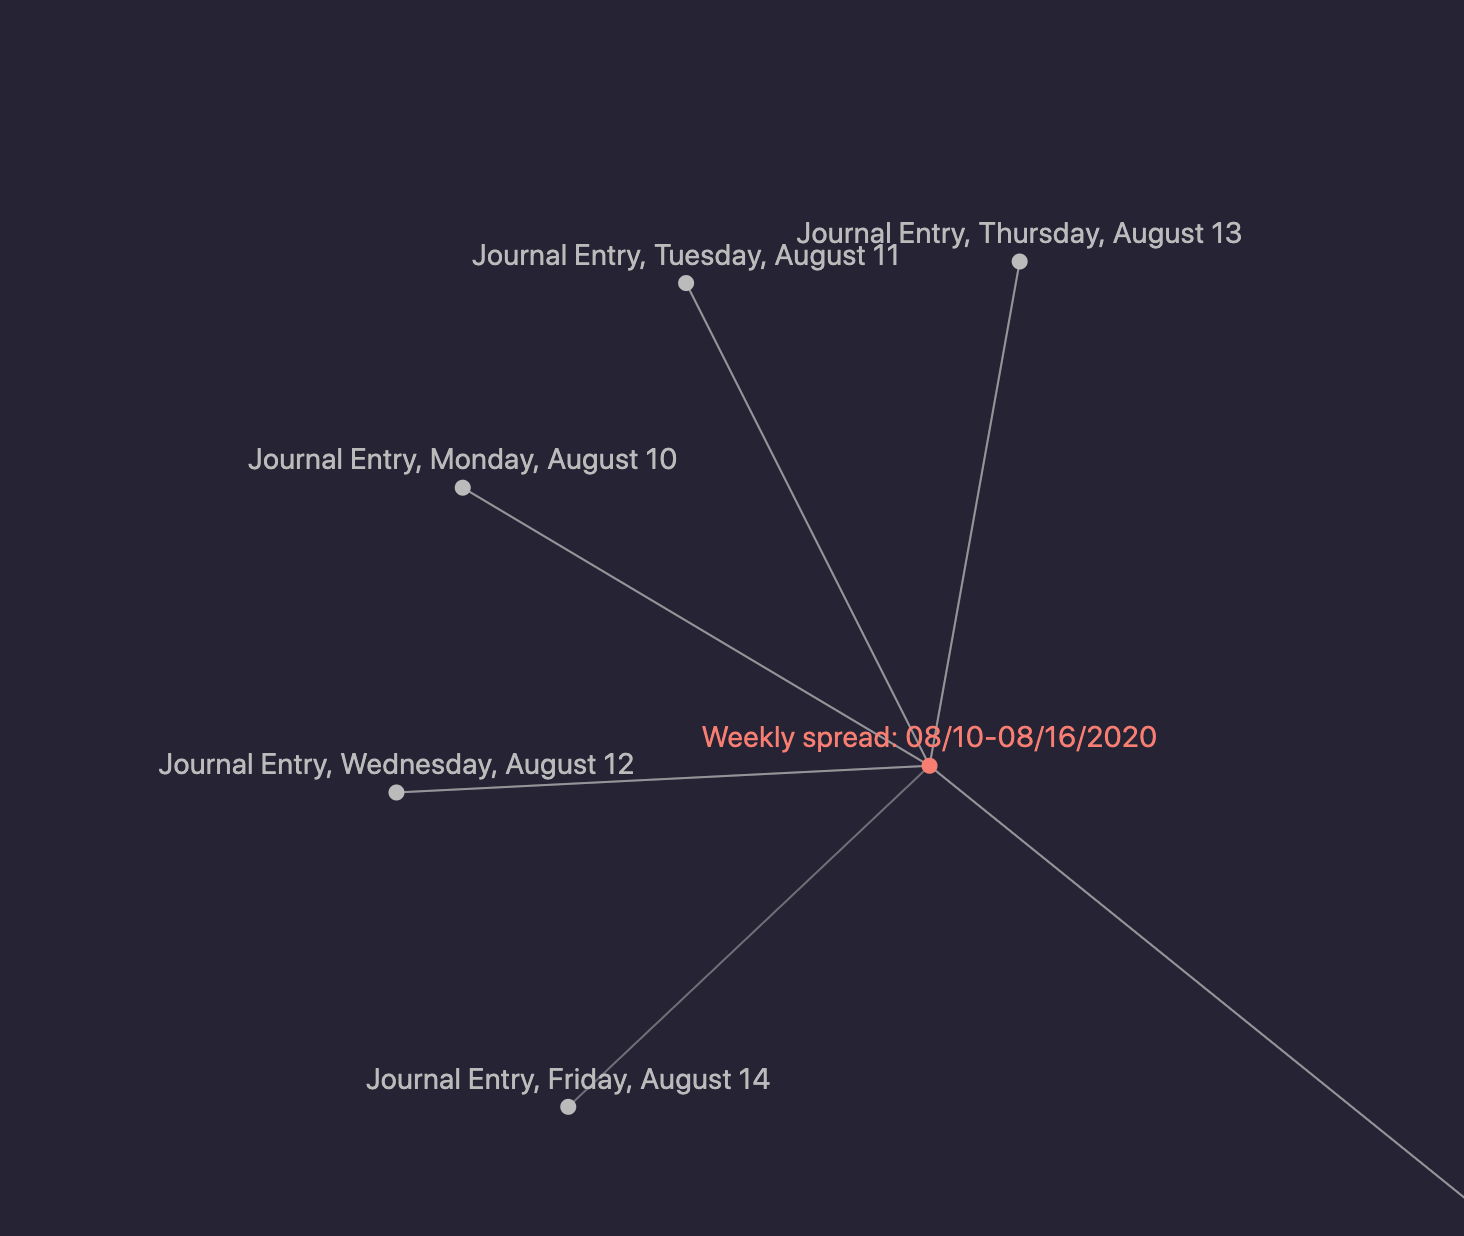 Journal Entry, Thursday, August 13
Journal Entry, Tuesday, August 11
Journal Entry, Monday, August 10
Weekly spread: 08/10-08/16/2020
Journal Entry, Wednesday, August 12
Journal Entry, Friday, August 14